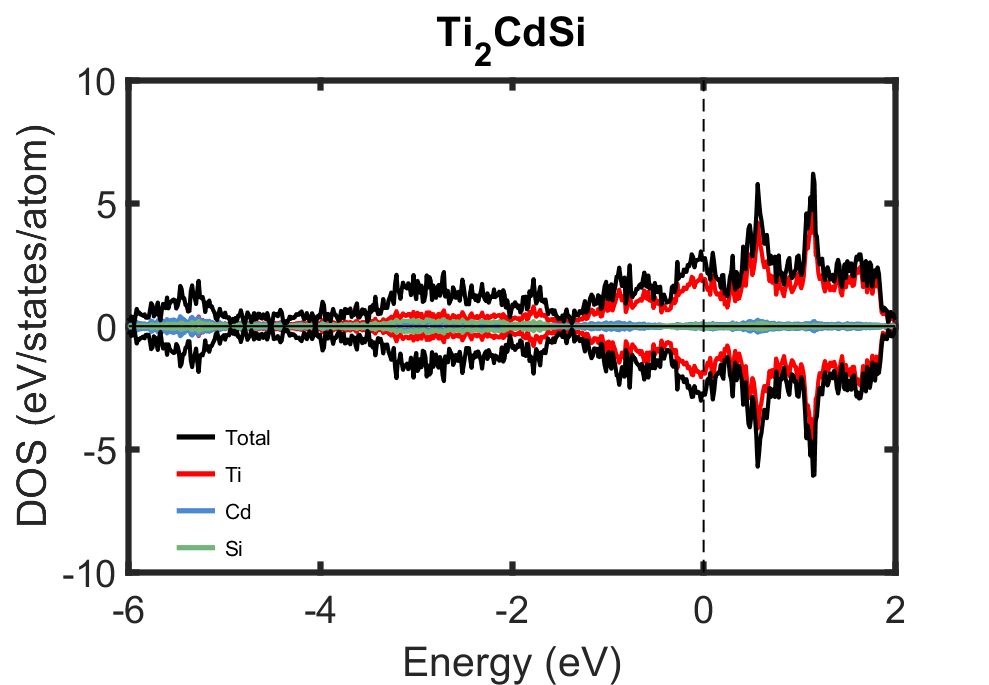 Ti₂CdSi
10
5
0
-5
-10
DOS (eV/states/atom)
Total
Ti
Cd
Si
-6 -4 -2 0 2
Energy (eV)